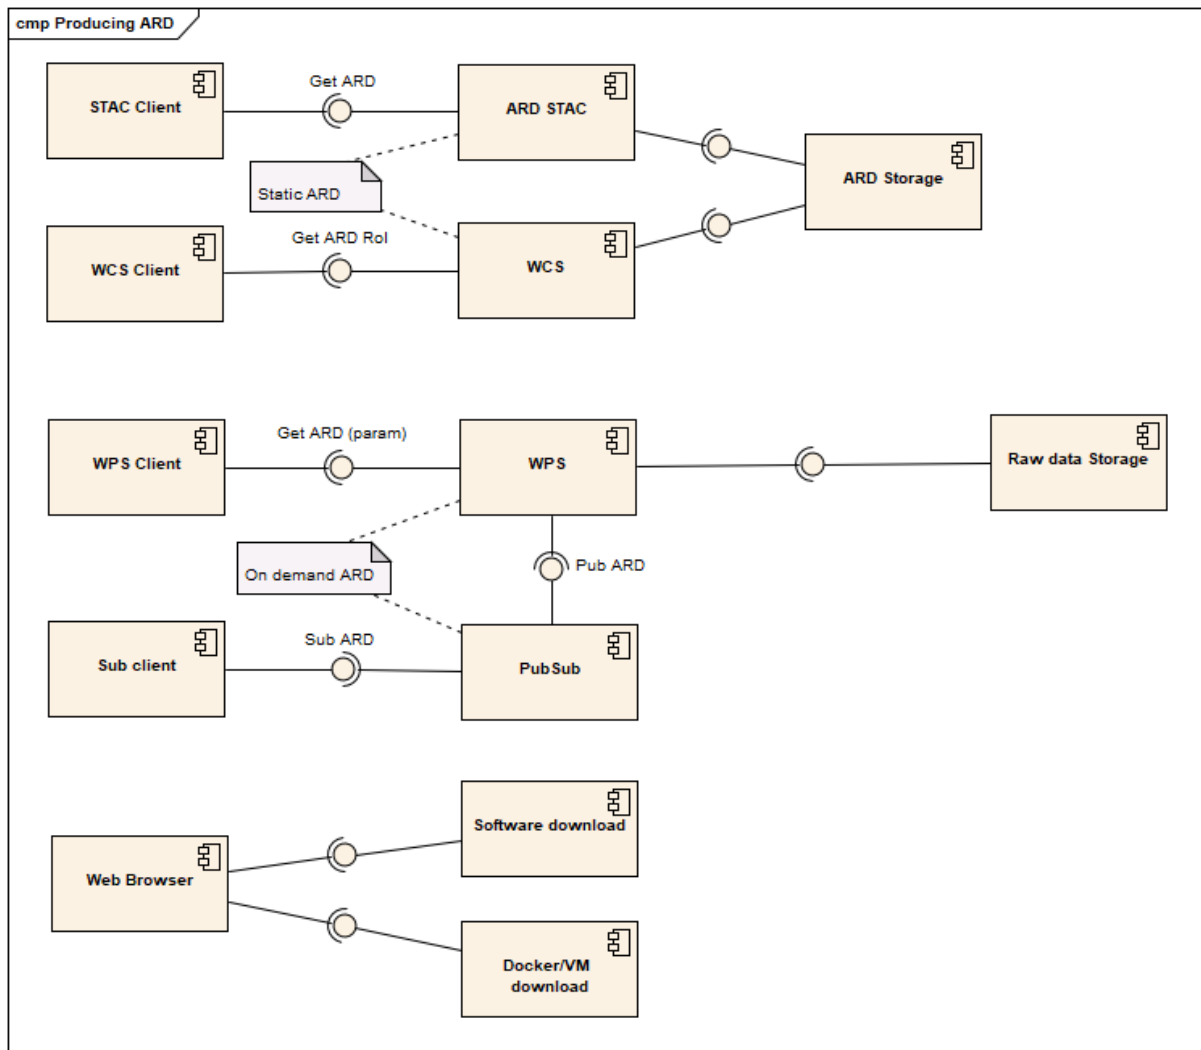 cmp Producing ARD
STAC Client
Get ARD
ARD STAC
ARD Storage
Static ARD
WCS Client
Get ARD RoI
WCS
WPS Client
Get ARD (param)
WPS
Raw data Storage
On demand ARD
Pub ARD
Sub client
Sub ARD
PubSub
Web Browser
Software download
Docker/VM
download